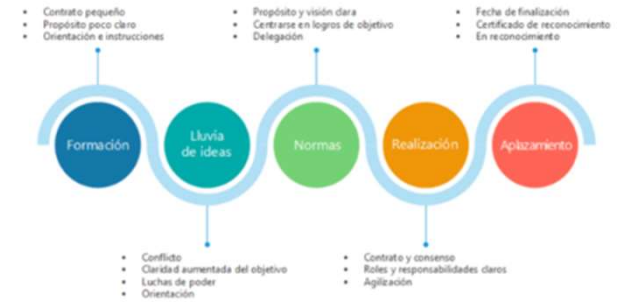 Contrato pequeño
Propósito poco claro
Orientación e instrucciones
Propósito y visión clara
Centrarse en logros de objetivo
Delegación
Fecha de finalización
Certificado de reconocimiento
En reconocimiento
Formación
Lluvia
de ideas
Normas
Realización
Aplazamiento
Conflicto
Claridad aumentada del objetivo
Luchas de poder
Orientación
Contrato y consenso
Roles y responsabilidades claros
Agilización